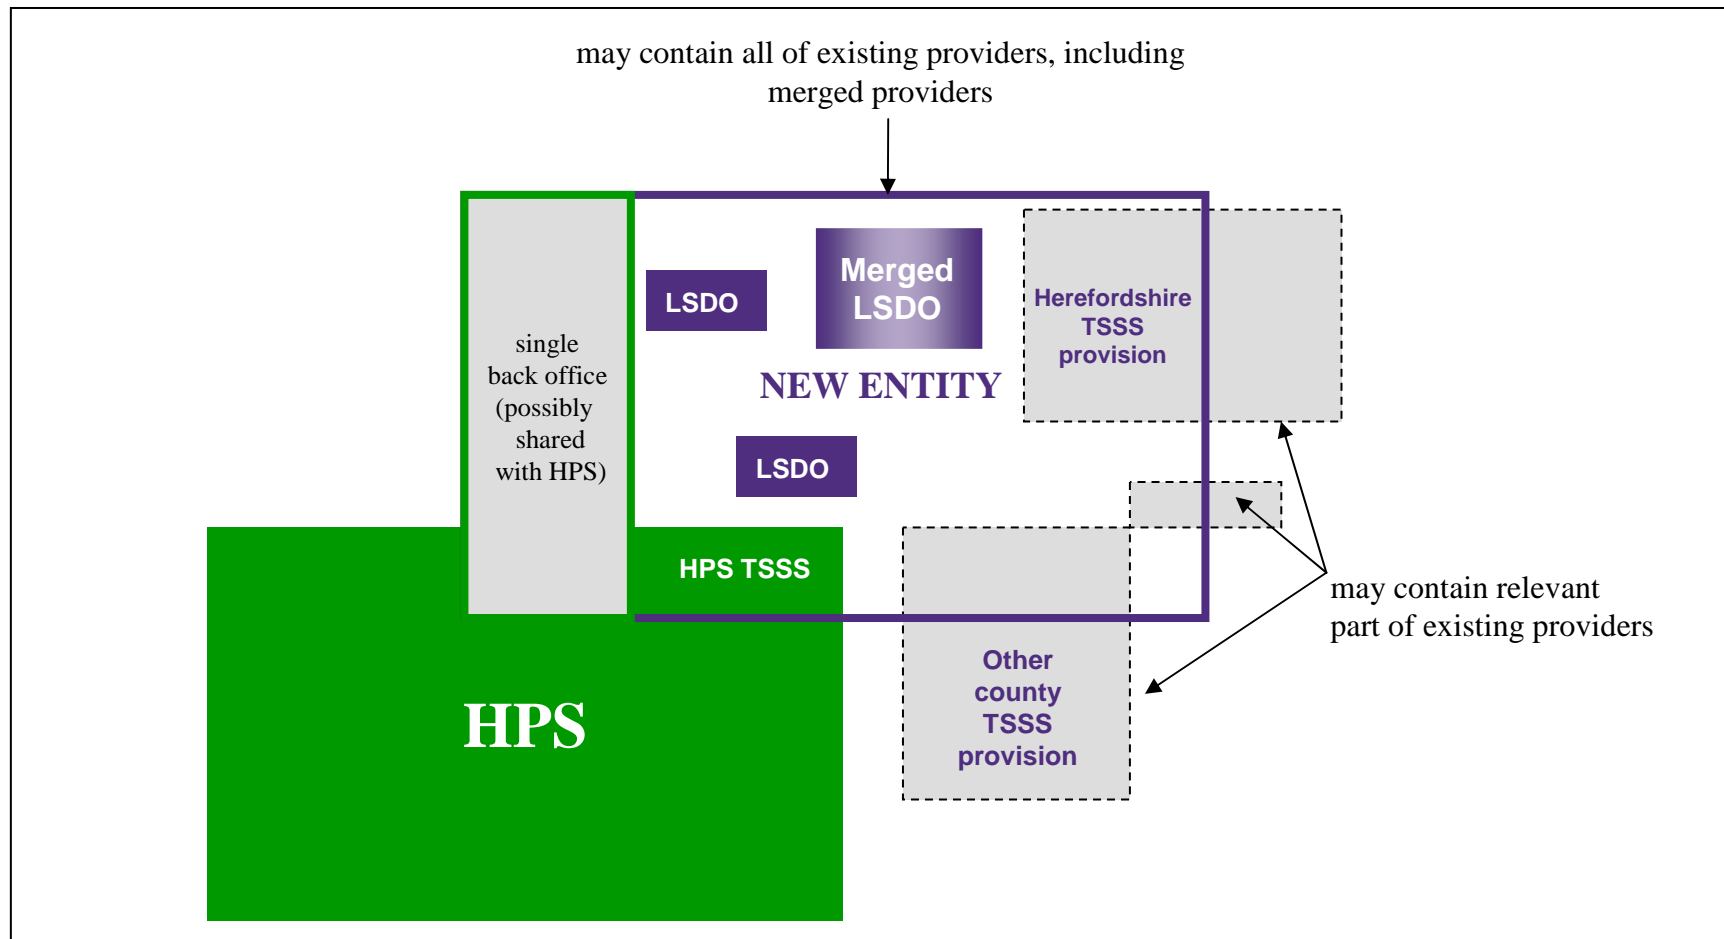 may contain all of existing providers, including
merged providers
Merged
LSDO
LSDO
Herefordshire
TSSS
provision
single
back office
(possibly
shared
with HPS)
NEW ENTITY
LSDO
HPS TSSS
may contain relevant
part of existing providers
Other
county
TSSS
provision
HPS